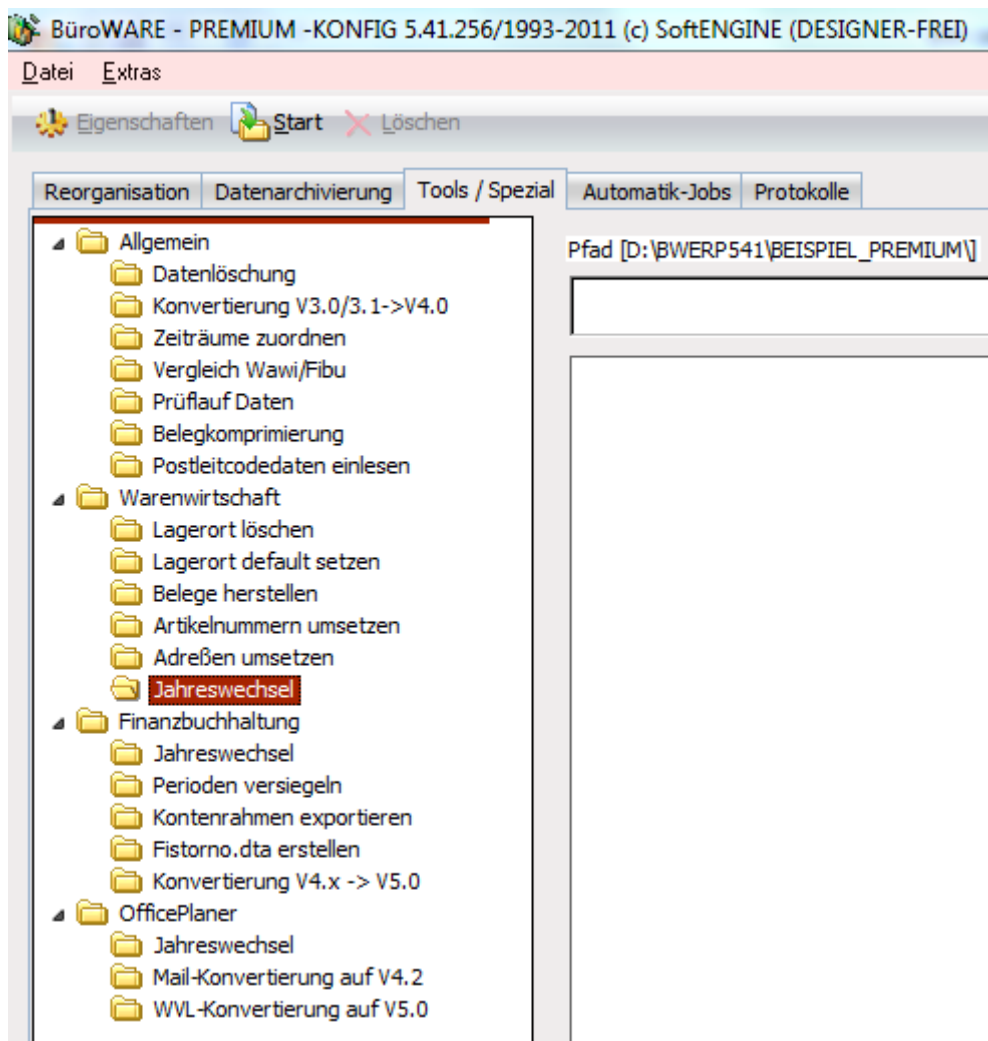 BüroWARE - PREMIUM -KONFIG 5.41.256/1993-2011 (c) SoftENGINE (DESIGNER-FREI)
Datei Extras
Eigenschaften Start Löschen
Reorganisation Datenarchivierung Tools / Spezial Automatik-Jobs Protokolle
Pfad [D:\BWERP541\BEISPIEL_PREMIUM\]
Allgemein
Datenlöschung
Konvertierung V3.0/3.1->V4.0
Zeiträume zuordnen
Vergleich Wawi/Fibu
Prüflauf Daten
Belegkomprimierung
Postleitcodedaten einlesen
Warenwirtschaft
Lagerort löschen
Lagerort default setzen
Belege herstellen
Artikelnummern umsetzen
Adreßen umsetzen
Jahreswechsel
Finanzbuchhaltung
Jahreswechsel
Perioden versiegeln
Kontenrahmen exportieren
Fistorno.dta erstellen
Konvertierung V4.x -> V5.0
OfficePlaner
Jahreswechsel
Mail-Konvertierung auf V4.2
WVL-Konvertierung auf V5.0